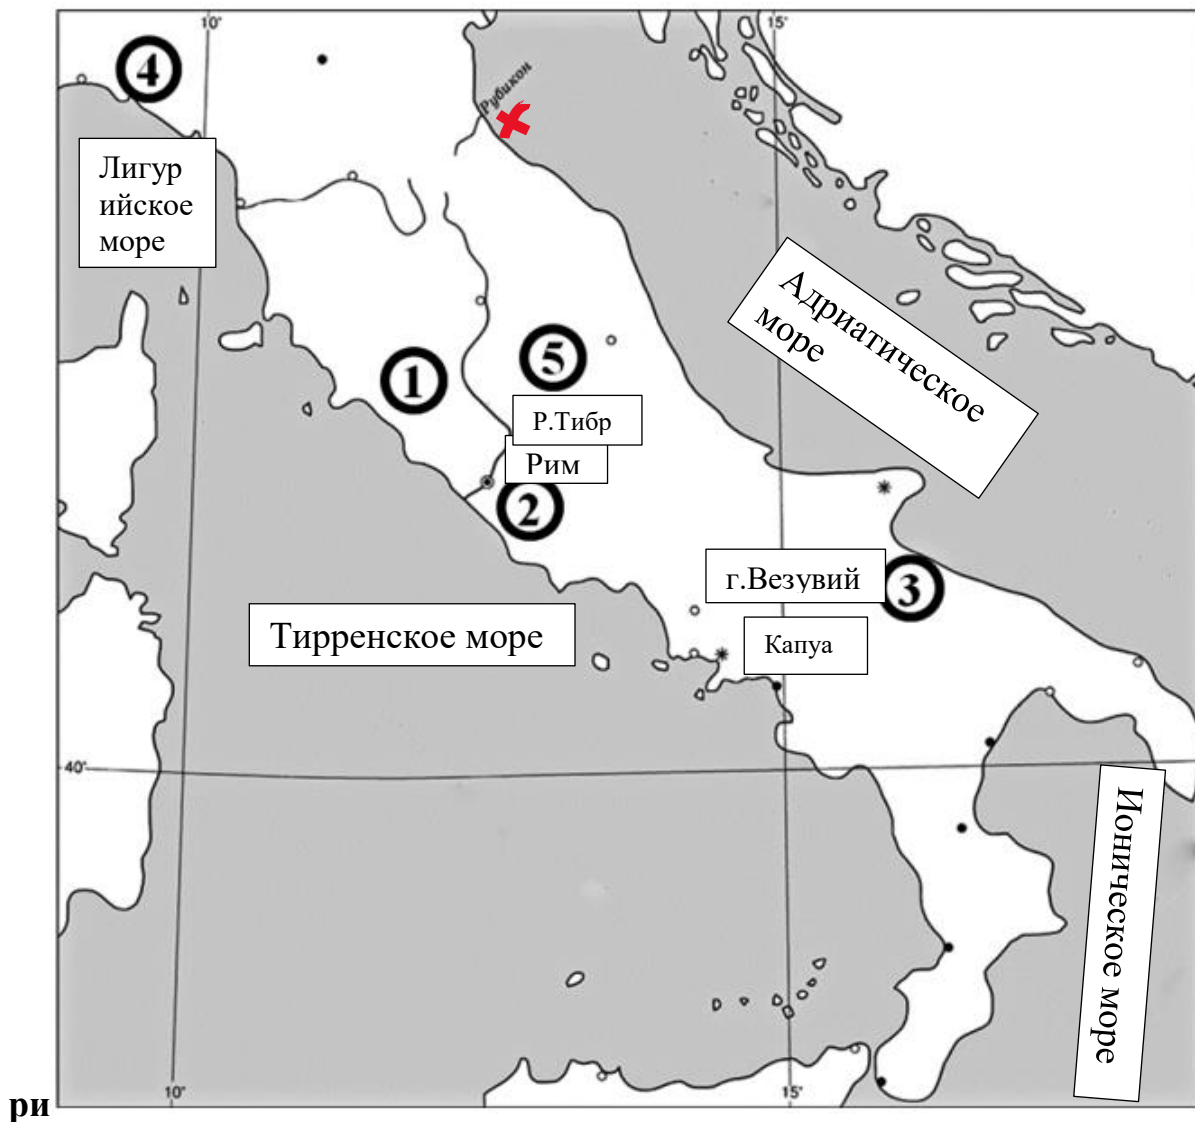 10°
15°
4
Рубикон
Лигур
ийское
море
Адриатическое
море
5
1
Р.Тибр
Рим
2
г.Везувий
3
Тирренское море
Капуа
40°
Ионическое море
10°
15°
ри